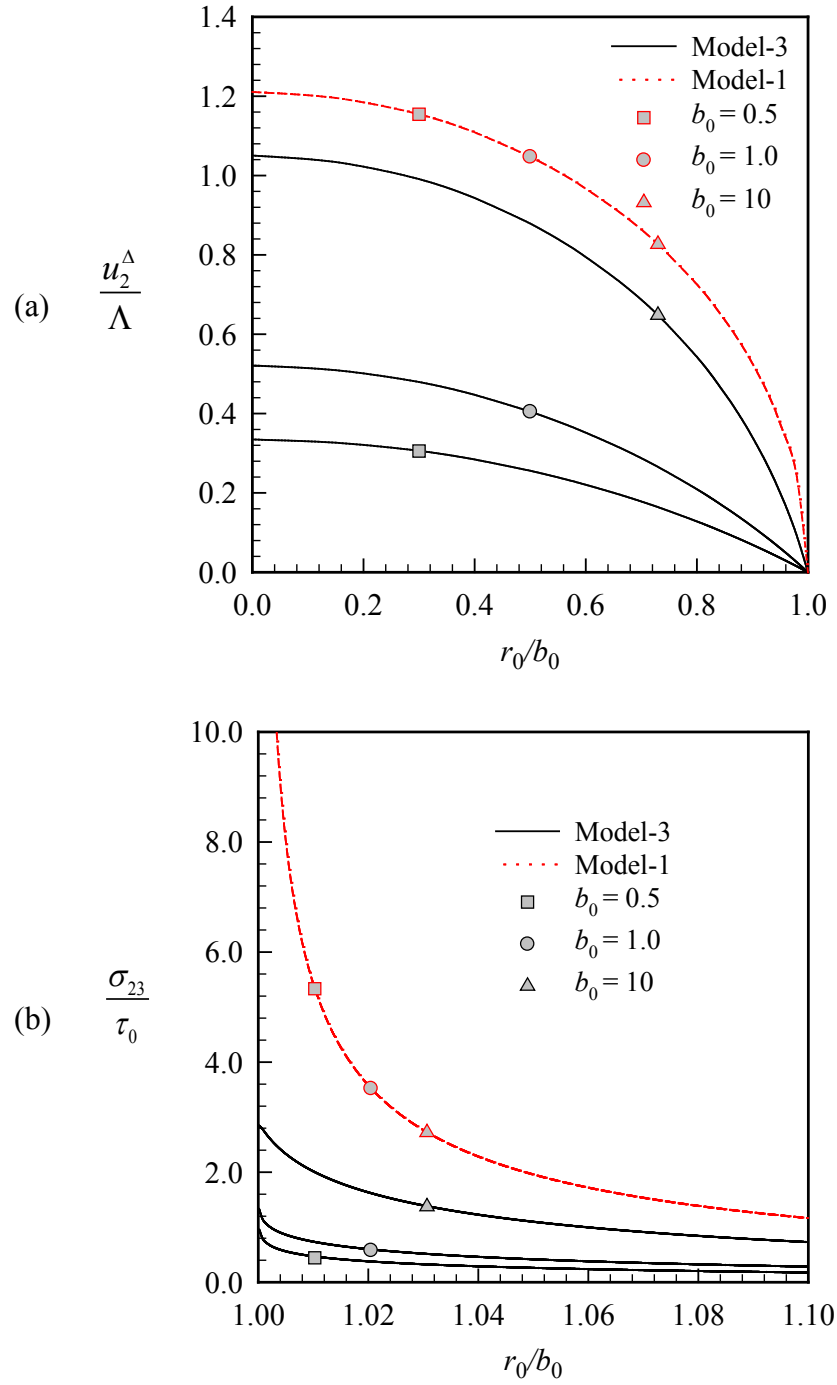 1.4
1.2
1.0
0.8
0.6
0.4
0.2
0.0
0.0 0.2 0.4 0.6 0.8 1.0
r₀/b₀
(a)
u₂^Δ
Λ
Model-3
Model-1
b₀ = 0.5
b₀ = 1.0
b₀ = 10
10.0
8.0
6.0
4.0
2.0
0.0
1.00 1.02 1.04 1.06 1.08 1.10
r₀/b₀
(b)
σ₂₃
τ₀
Model-3
Model-1
b₀ = 0.5
b₀ = 1.0
b₀ = 10